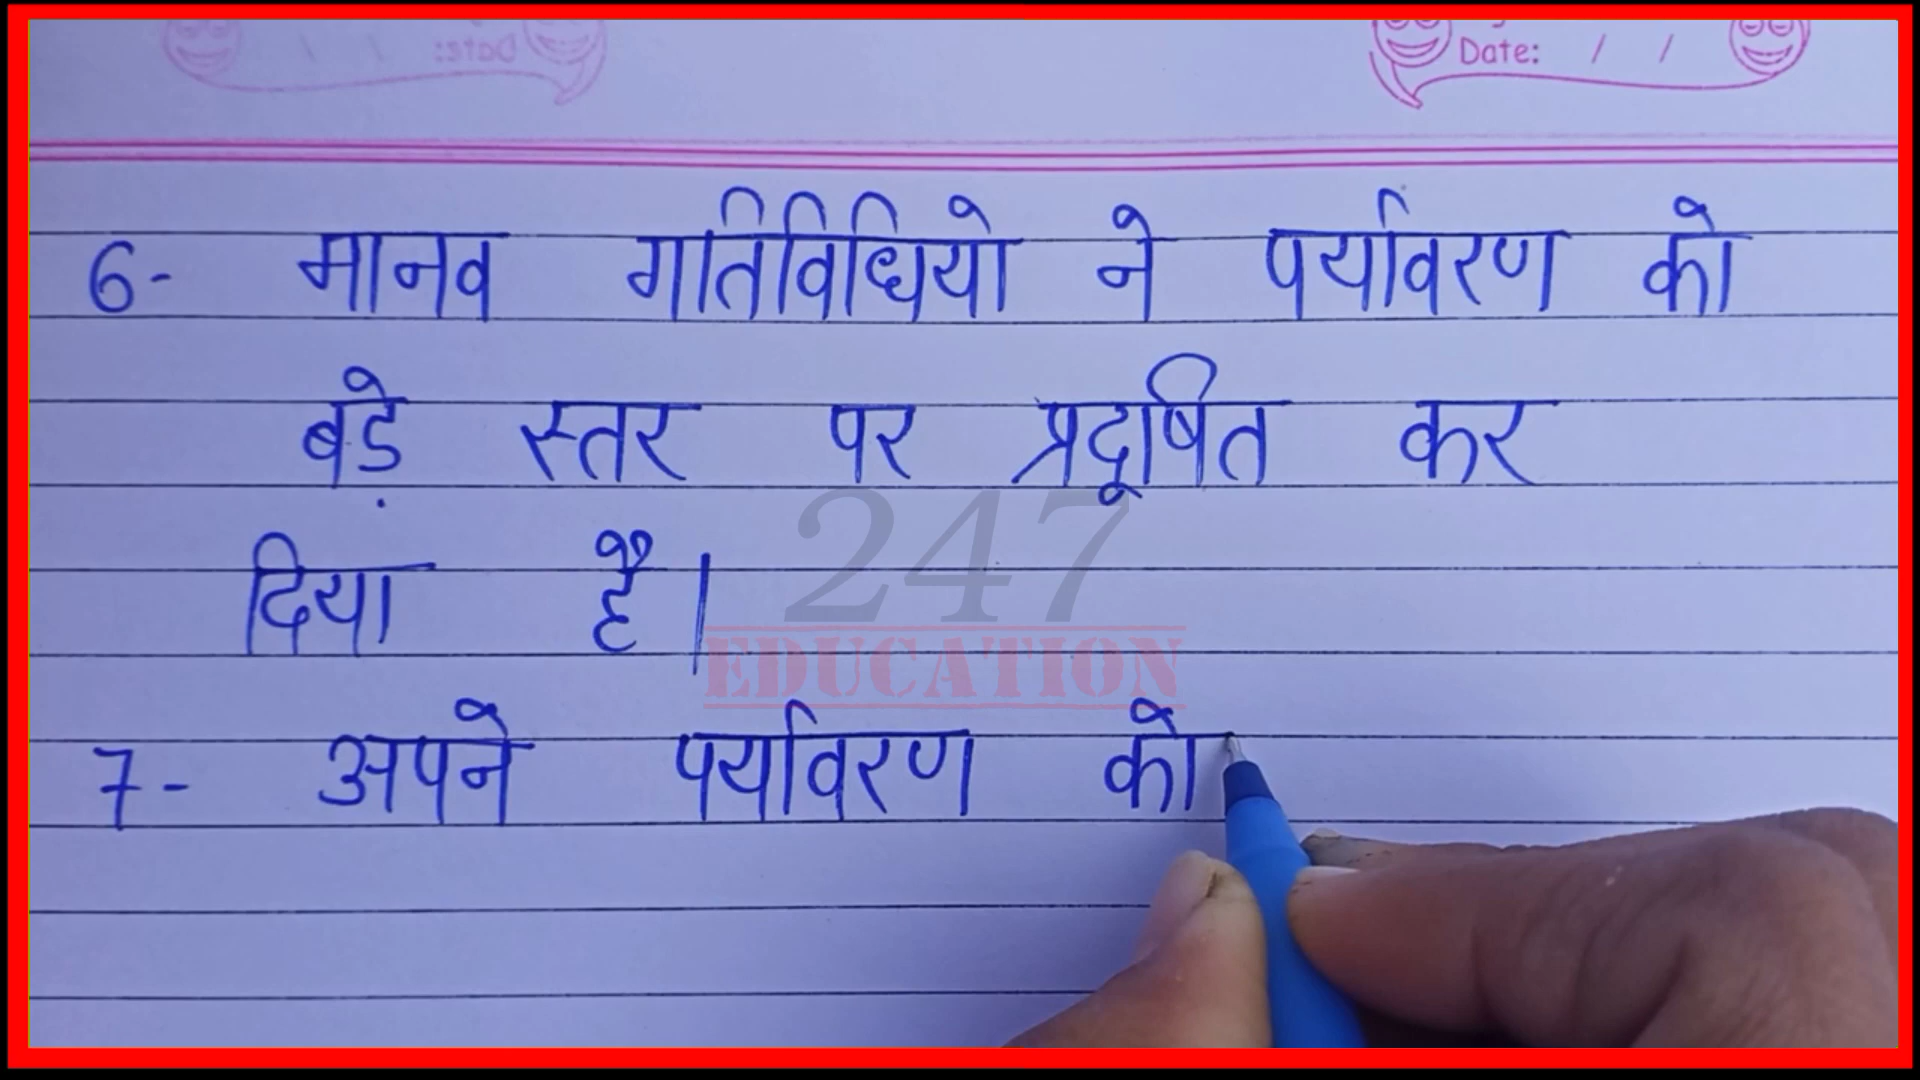 Date: / /
6- मानव गतिविधियो ने पर्यावरण को
बड़े स्तर पर प्रदूषित कर
दिया है।
247
EDUCATION
7- अपने पर्यावरण को